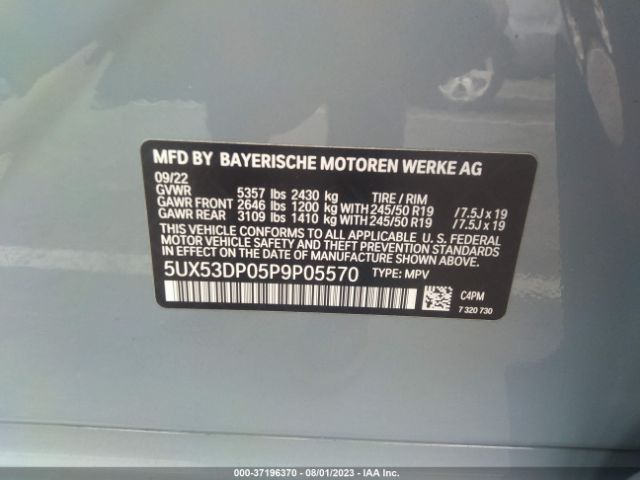 MFD BY BAYERISCHE MOTOREN WERKE AG
09/22
GVWR 5357 lbs 2430 kg TIRE / RIM
GAWR FRONT 2646 lbs 1200 kg WITH 245/50 R19 / 7.5J x 19
GAWR REAR 3109 lbs 1410 kg WITH 245/50 R19 / 7.5J x 19
THIS VEHICLE CONFORMS TO ALL APPLICABLE U. S. FEDERAL
MOTOR VEHICLE SAFETY, BUMPER, AND THEFT PREVENTION STANDARDS
IN EFFECT ON THE DATE OF MANUFACTURE SHOWN ABOVE.
5UX53DP05P9P05570 TYPE: MPV
C4PM
7 320 730
000-37196370 - 08/01/2023 - IAA Inc.